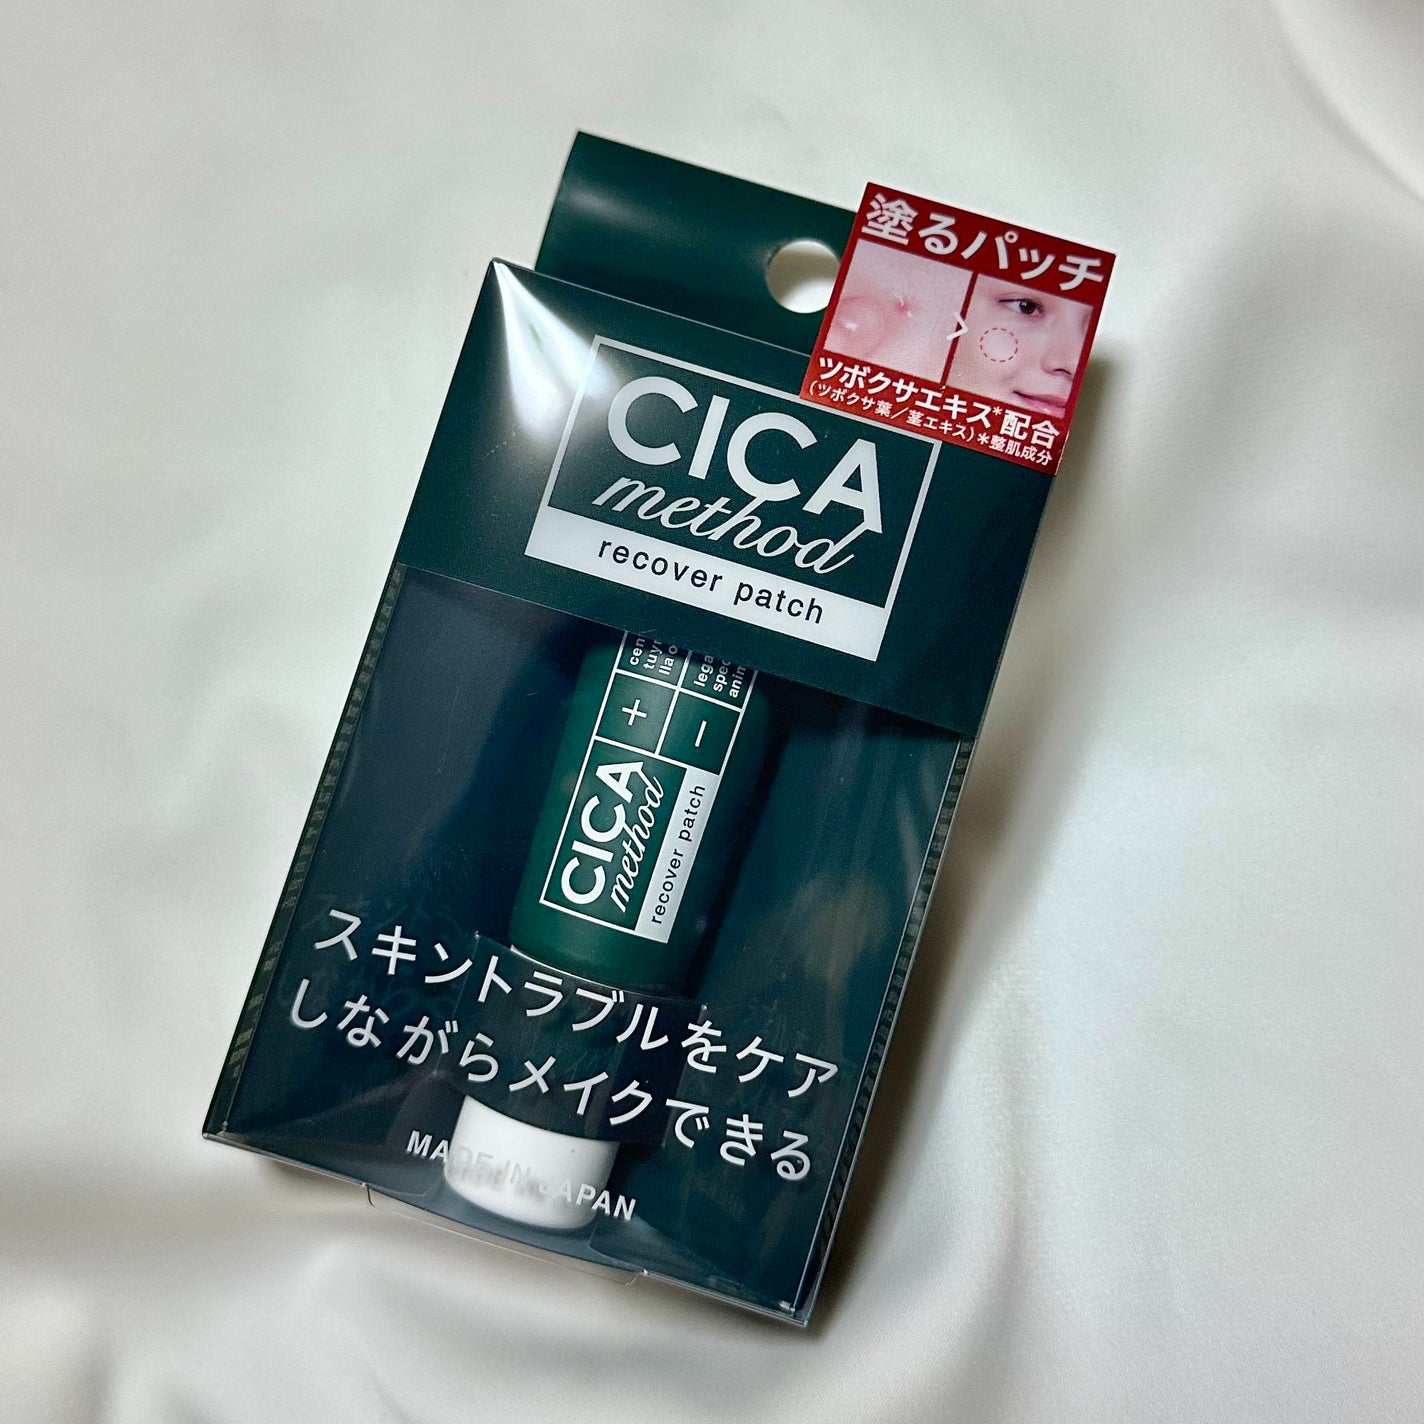 塗るパッチ
ツボクサエキス*配合
(ツボクサ葉/茎エキス)*整肌成分
CICA
method
recover patch
+
−
CICA
method
recover patch
スキントラブルをケア
しながらメイクできる
MADE IN JAPAN